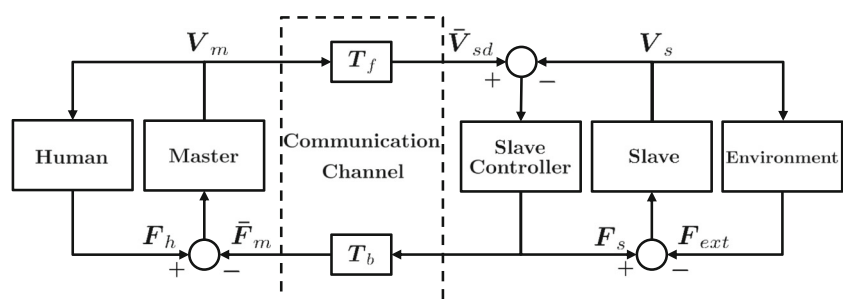 V_m
T_f
V̄_sd
V_s
+
−
Human
Master
Communication
Channel
Slave
Controller
Slave
Environment
F_h
F̄_m
F_s
F_ext
+
−
T_b
+
−